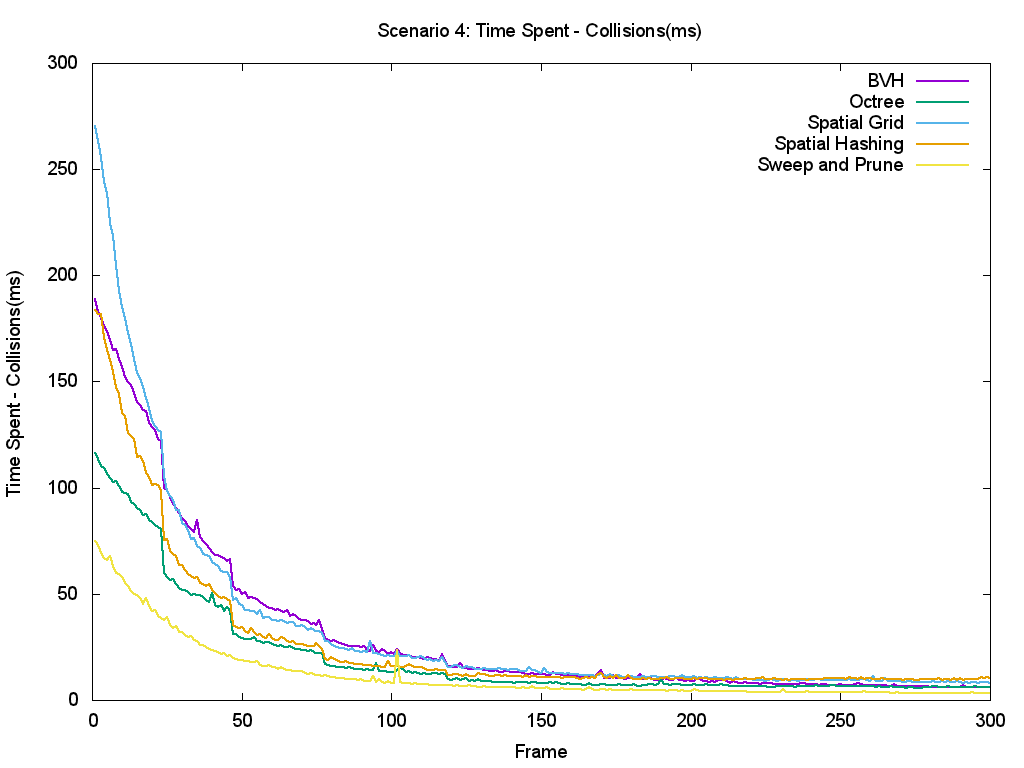 Scenario 4: Time Spent - Collisions(ms)
300
250
200
150
100
50
0
Time Spent - Collisions(ms)
BVH
Octree
Spatial Grid
Spatial Hashing
Sweep and Prune
0 50 100 150 200 250 300
Frame